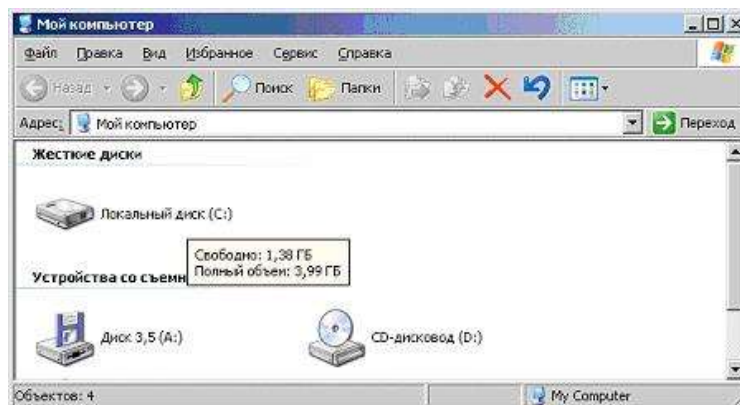 Мой компьютер
Файл Правка Вид Избранное Сервис Справка
Назад Поиск Папки
Адрес: Мой компьютер Переход
Жесткие диски
Локальный диск (C:)
Свободно: 1,38 ГБ
Полный объем: 3,99 ГБ
Устройства со съемн
Диск 3,5 (A:) CD-дисковод (D:)
Объектов: 4 My Computer